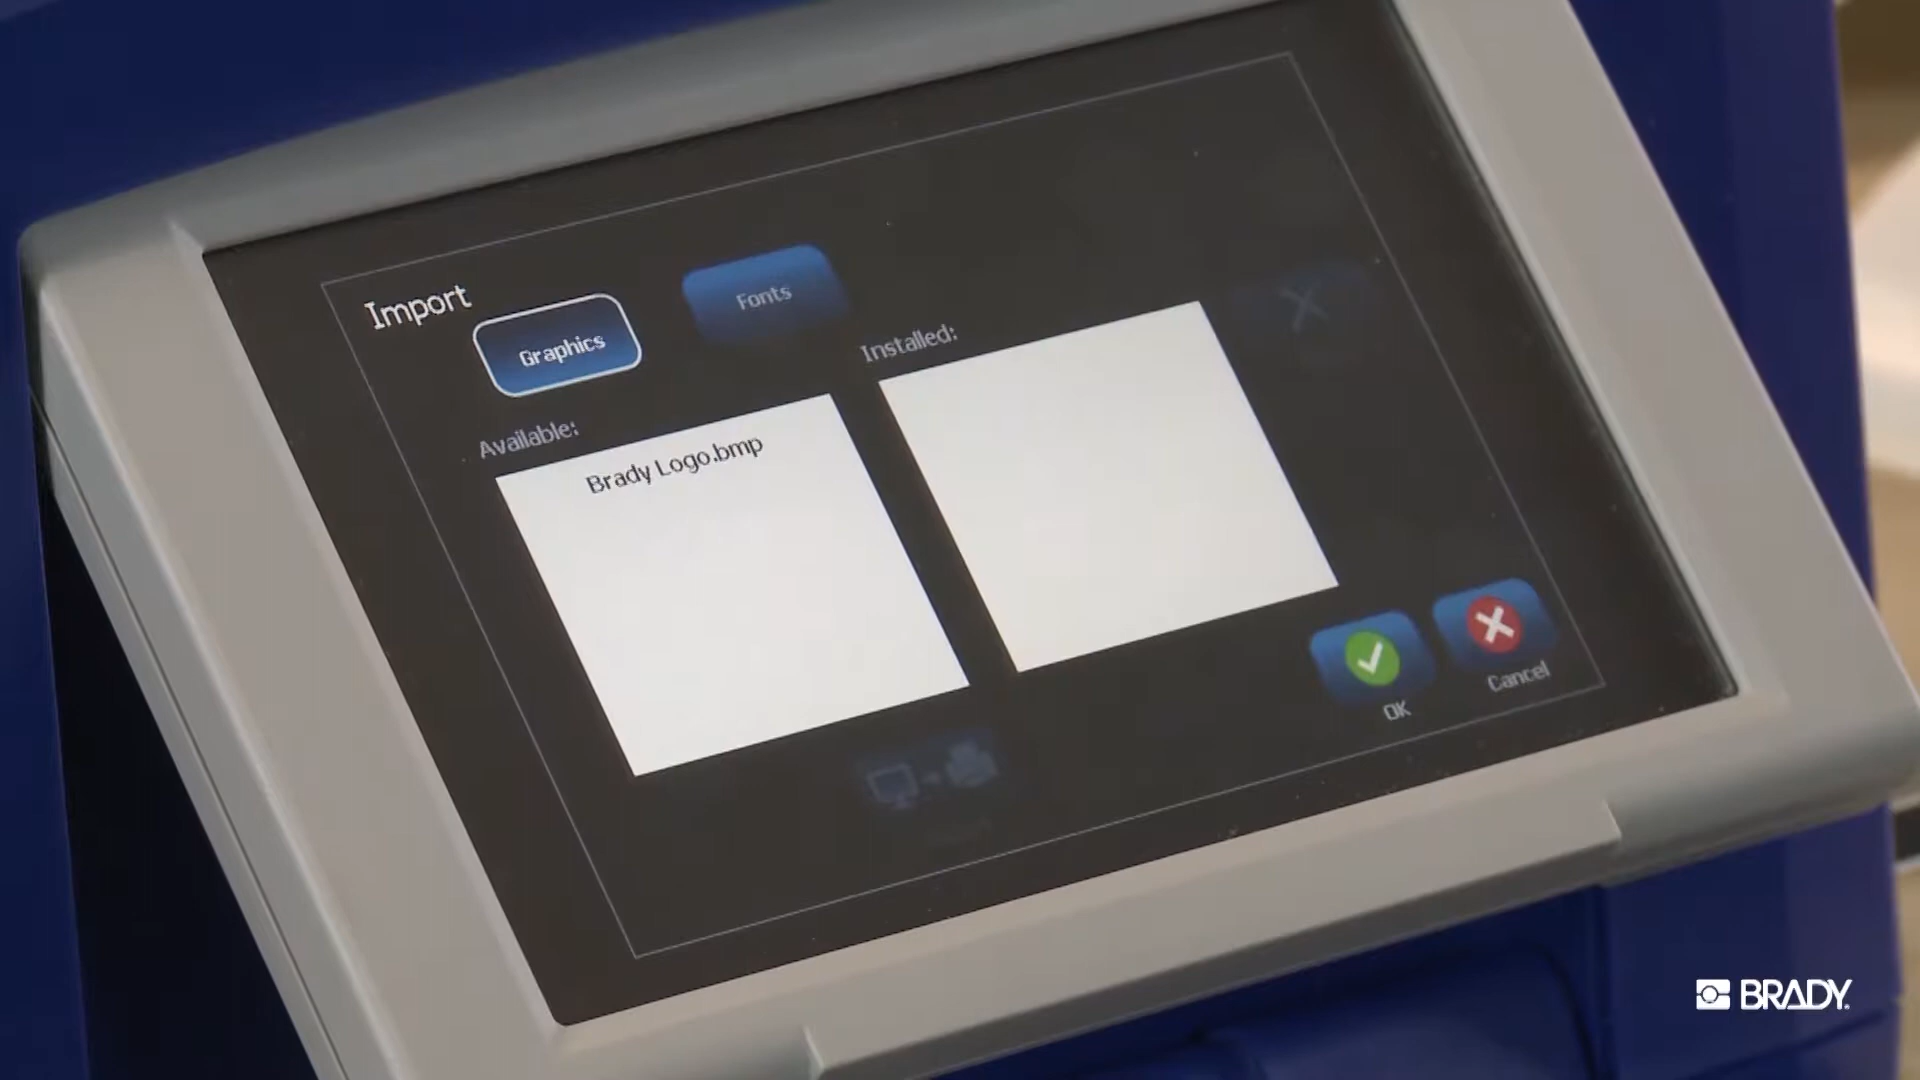 Import
Graphics
Fonts
Available:
Installed:
Brady Logo.bmp
OK
Cancel
BRADY